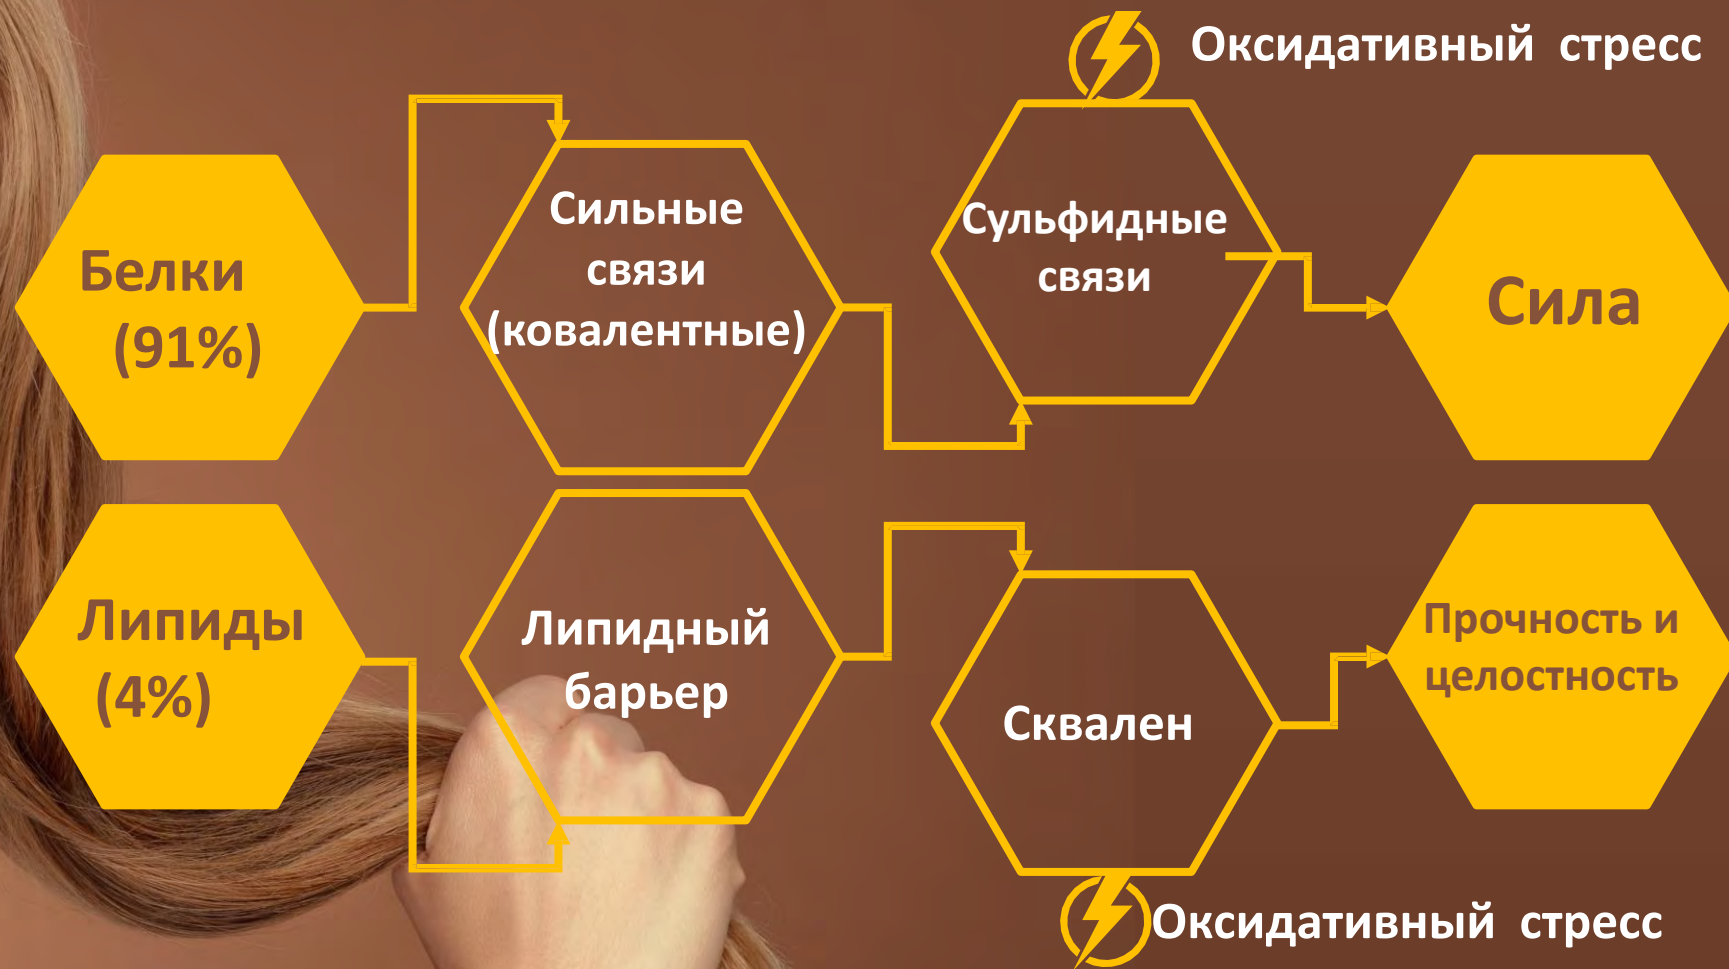 Оксидативный стресс
Белки
(91%)
Сильные
связи
(ковалентные)
Сульфидные
связи
Сила
Липиды
(4%)
Липидный
барьер
Сквален
Прочность и
целостность
Оксидативный стресс